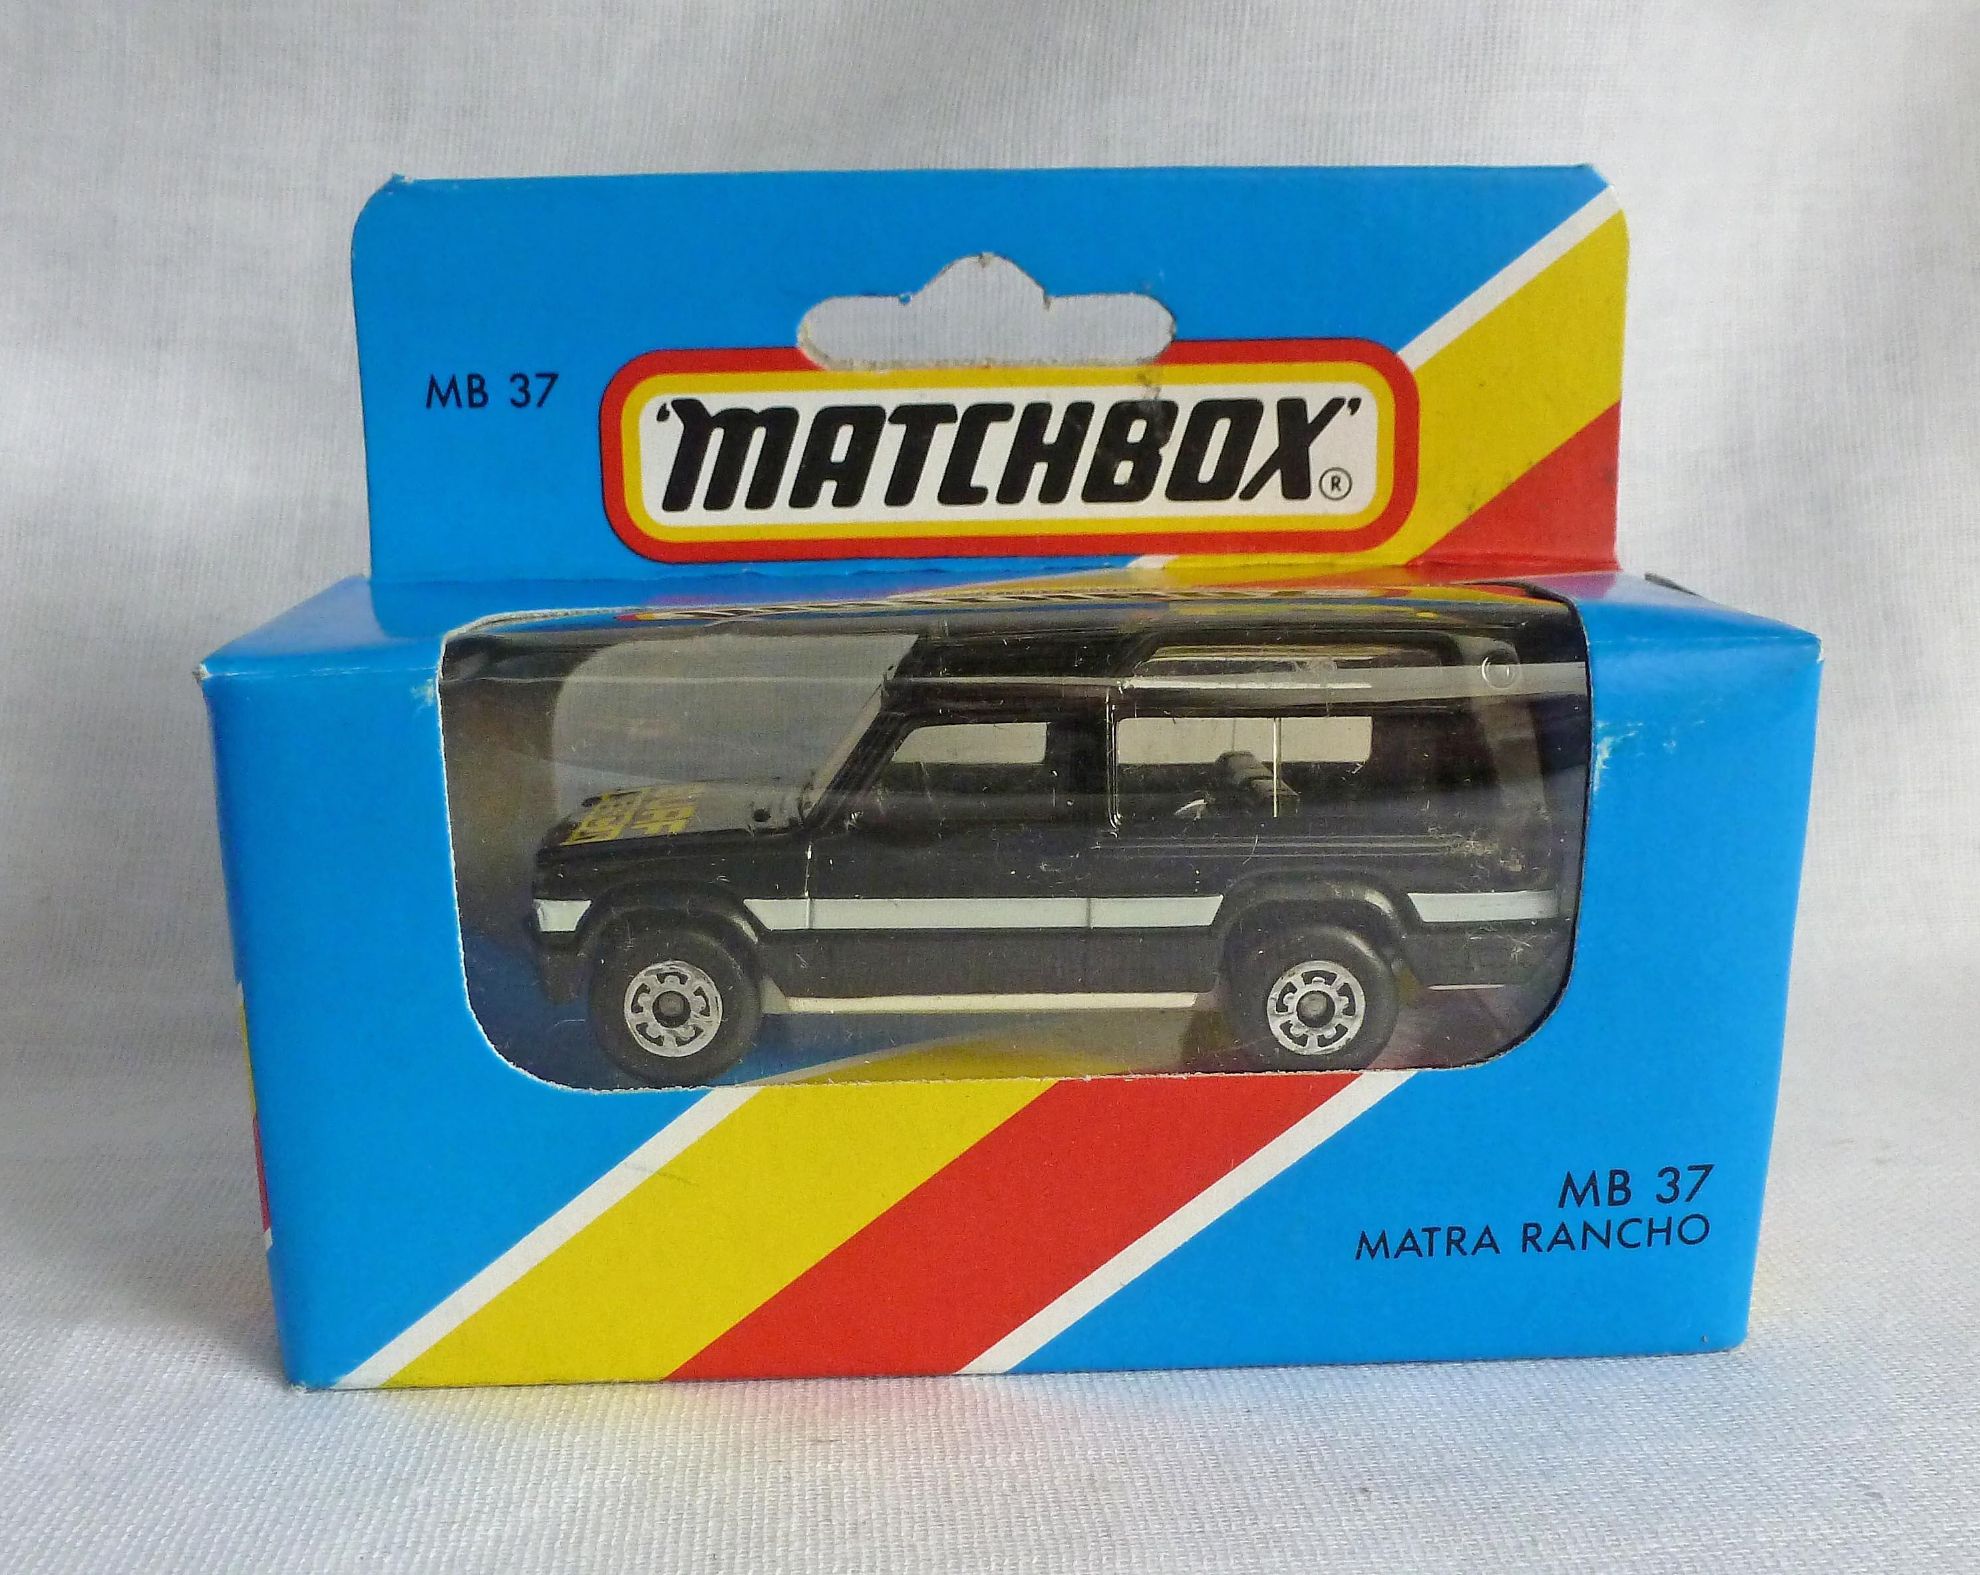 MB 37
'MATCHBOX'®
MB 37
MATRA RANCHO